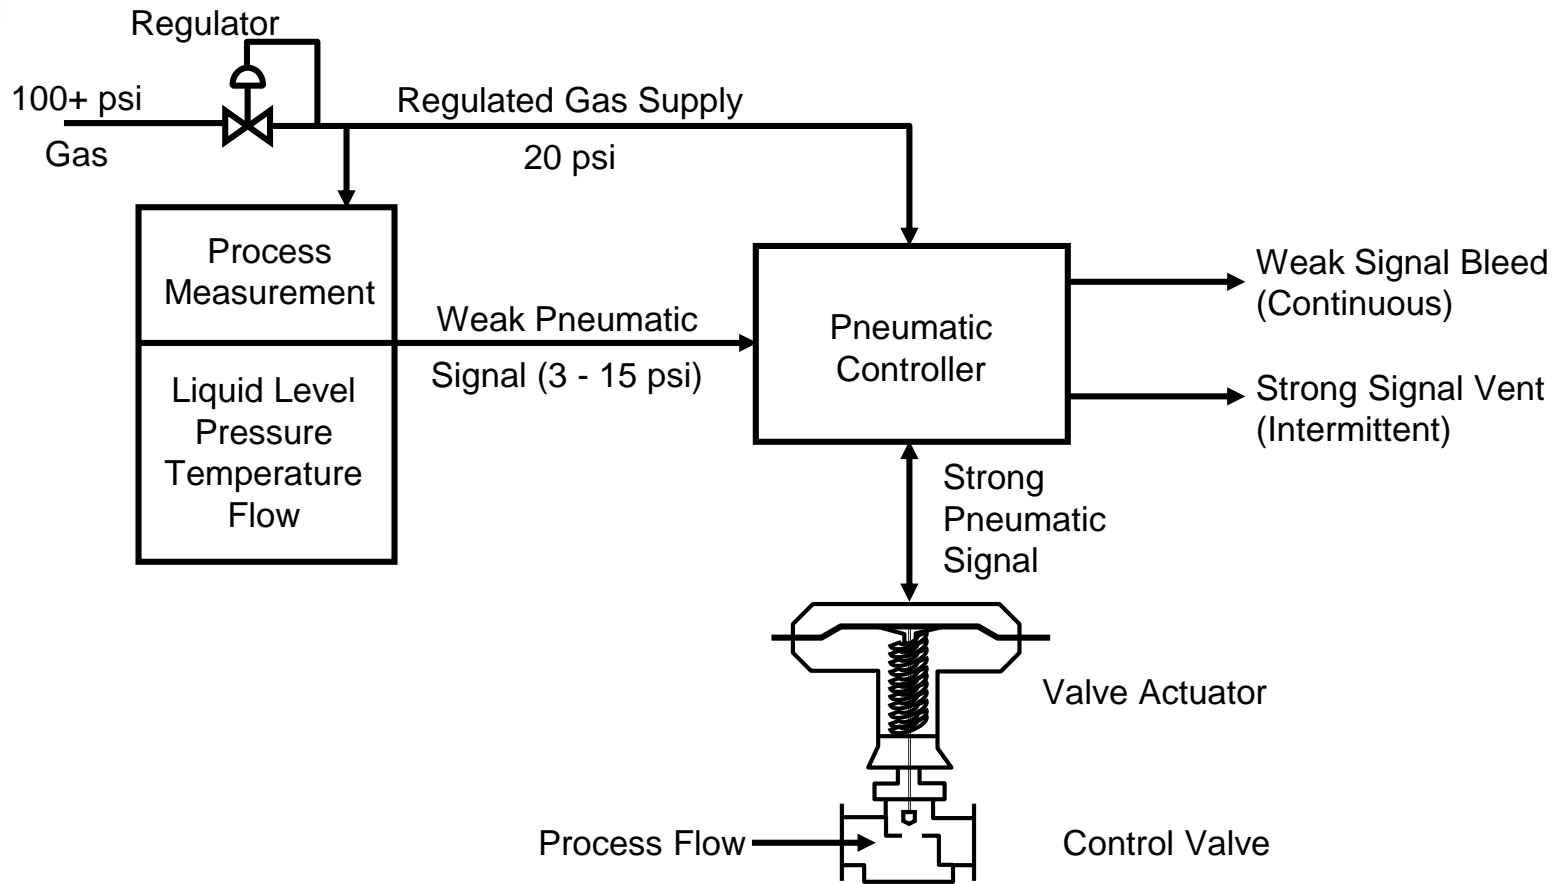 Regulator
100+ psi
Gas
Regulated Gas Supply
20 psi
Process
Measurement
Liquid Level
Pressure
Temperature
Flow
Weak Pneumatic
Signal (3 - 15 psi)
Pneumatic
Controller
Weak Signal Bleed
(Continuous)
Strong Signal Vent
(Intermittent)
Strong
Pneumatic
Signal
Valve Actuator
Process Flow
Control Valve